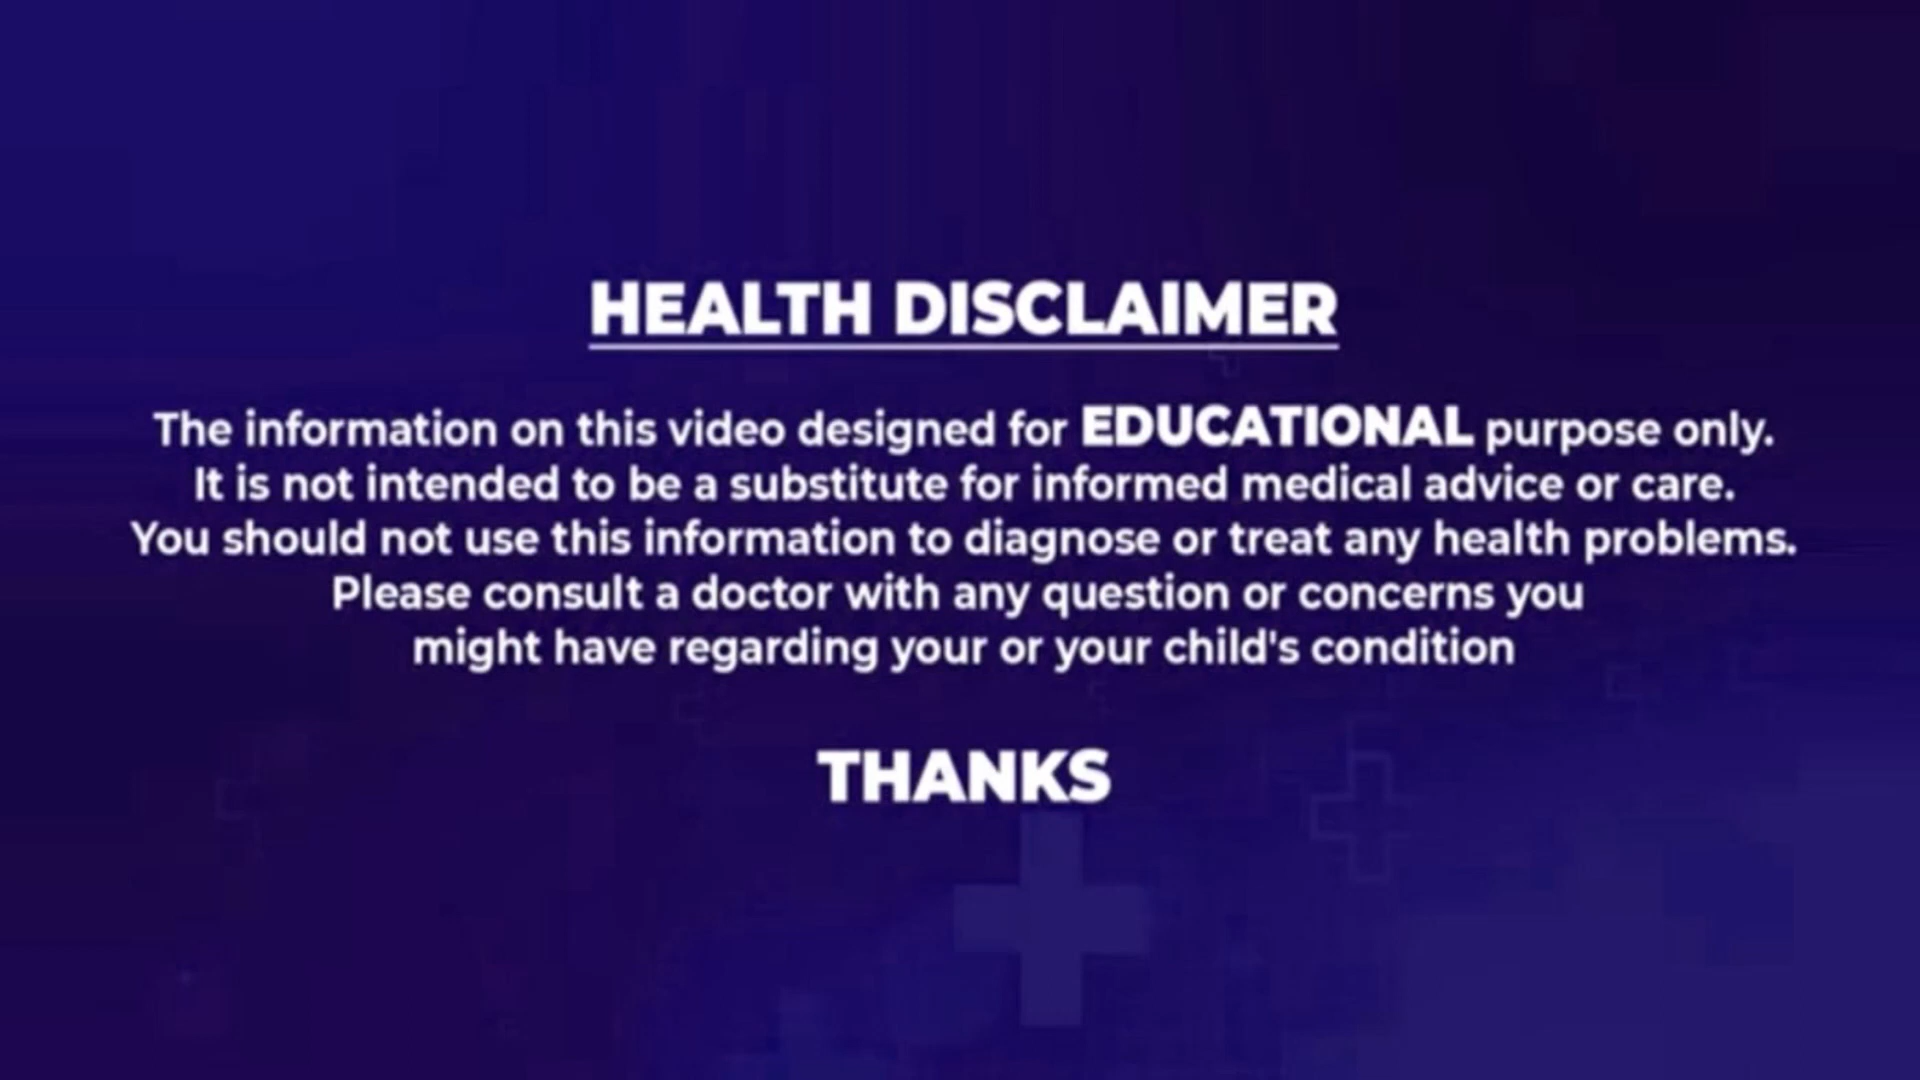 HEALTH DISCLAIMER
The information on this video designed for EDUCATIONAL purpose only.
It is not intended to be a substitute for informed medical advice or care.
You should not use this information to diagnose or treat any health problems.
Please consult a doctor with any question or concerns you
might have regarding your or your child's condition
THANKS